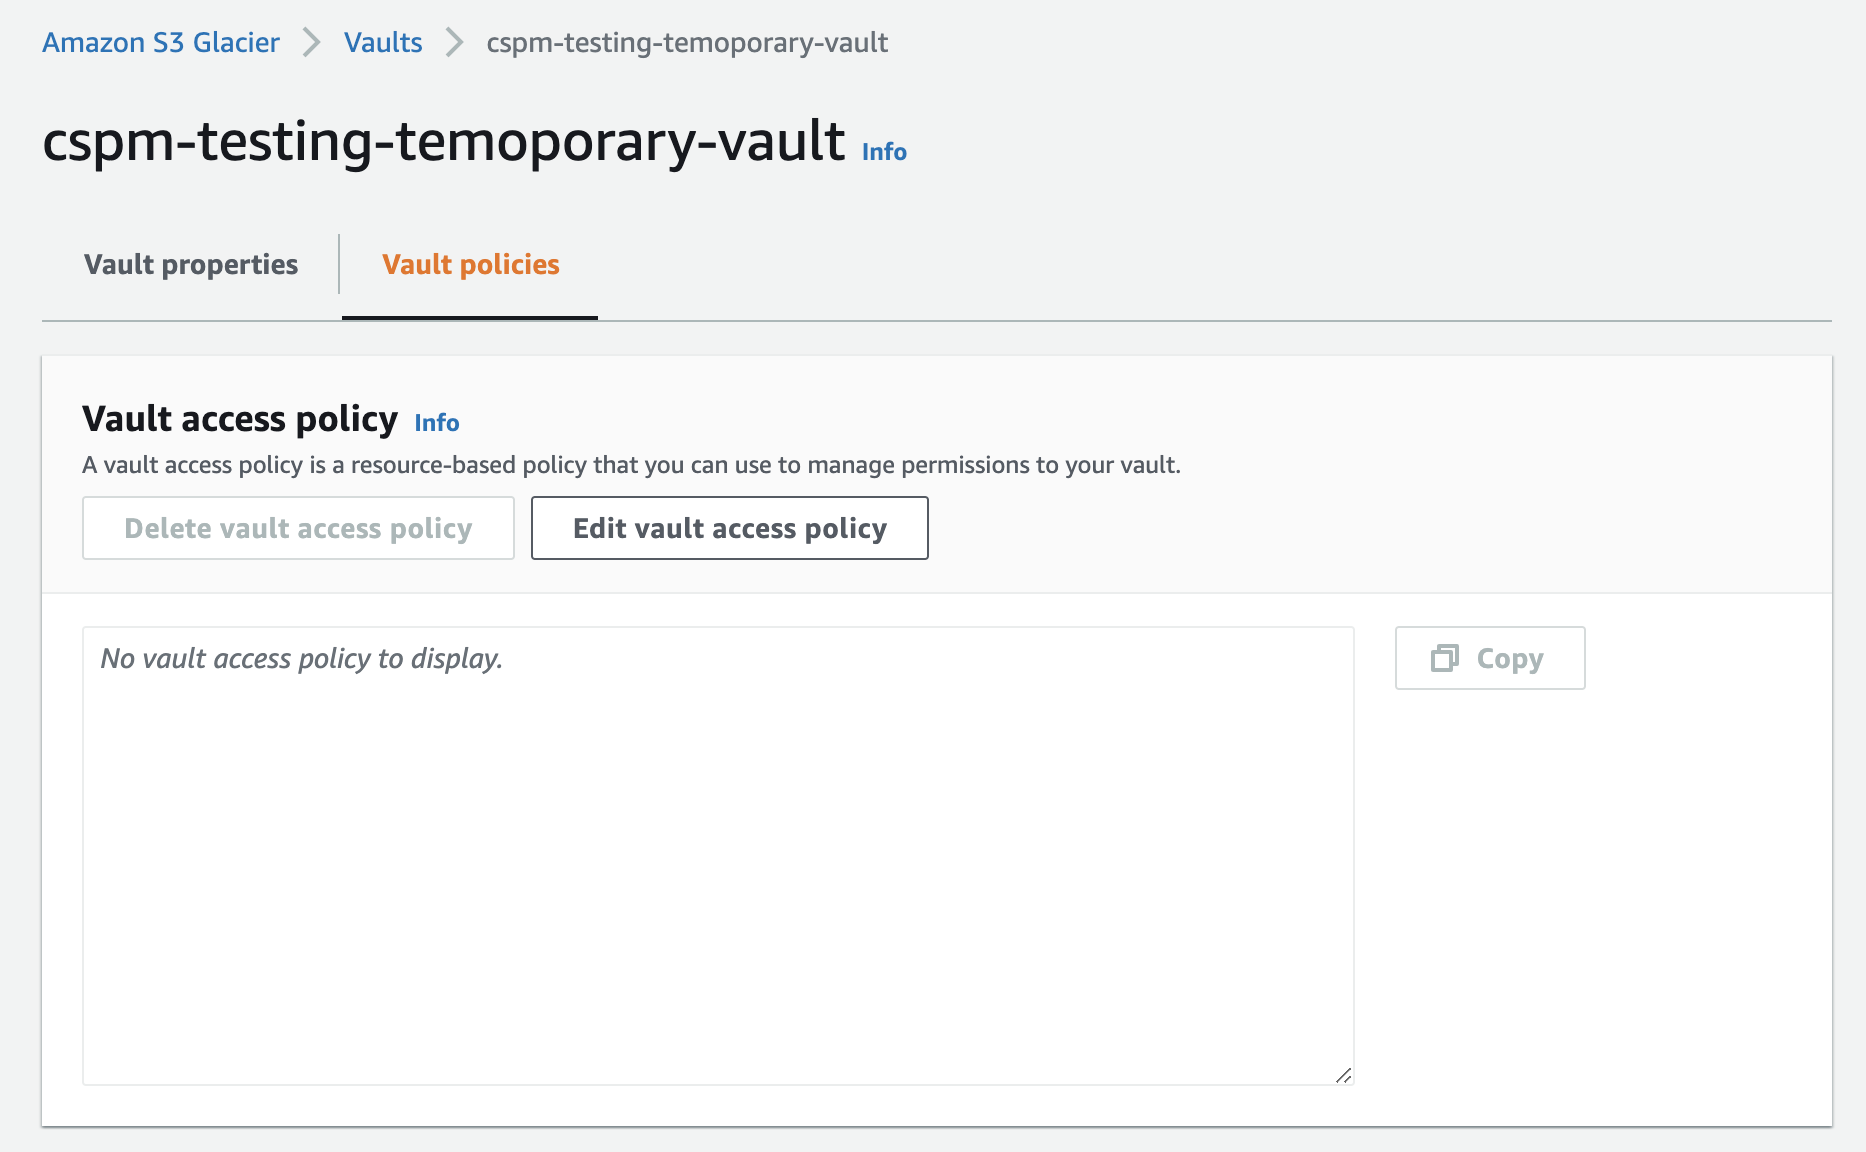 Amazon S3 Glacier > Vaults > cspm-testing-temoporary-vault
cspm-testing-temoporary-vault Info
Vault properties
Vault policies
Vault access policy Info
A vault access policy is a resource-based policy that you can use to manage permissions to your vault.
Delete vault access policy
Edit vault access policy
No vault access policy to display.
Copy